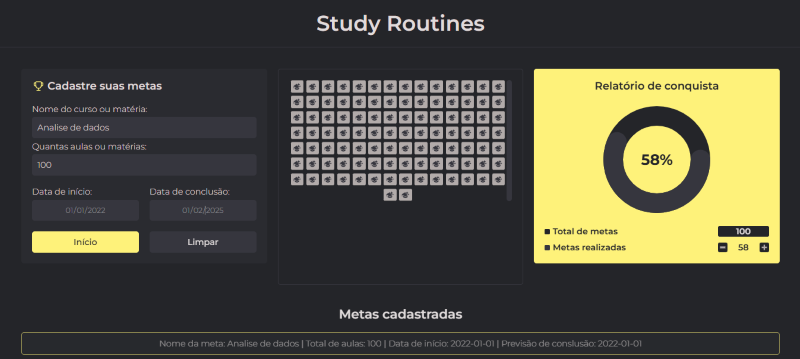 Study Routines
Cadastre suas metas
Nome do curso ou matéria:
Analise de dados
Quantas aulas ou matérias:
100
Data de início: Data de conclusão:
01/01/2022 01/02/2025
Início Limpar
Relatório de conquista
58%
Total de metas 100
Metas realizadas 58
Metas cadastradas
Nome da meta: Analise de dados | Total de aulas: 100 | Data de início: 2022-01-01 | Previsão de conclusão: 2022-01-01